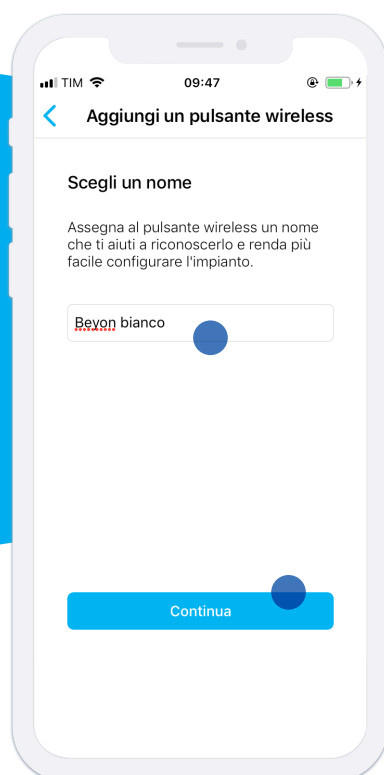 TIM 09:47
Aggiungi un pulsante wireless
Scegli un nome
Assegna al pulsante wireless un nome
che ti aiuti a riconoscerlo e renda più
facile configurare l'impianto.
Beyon bianco
Continua